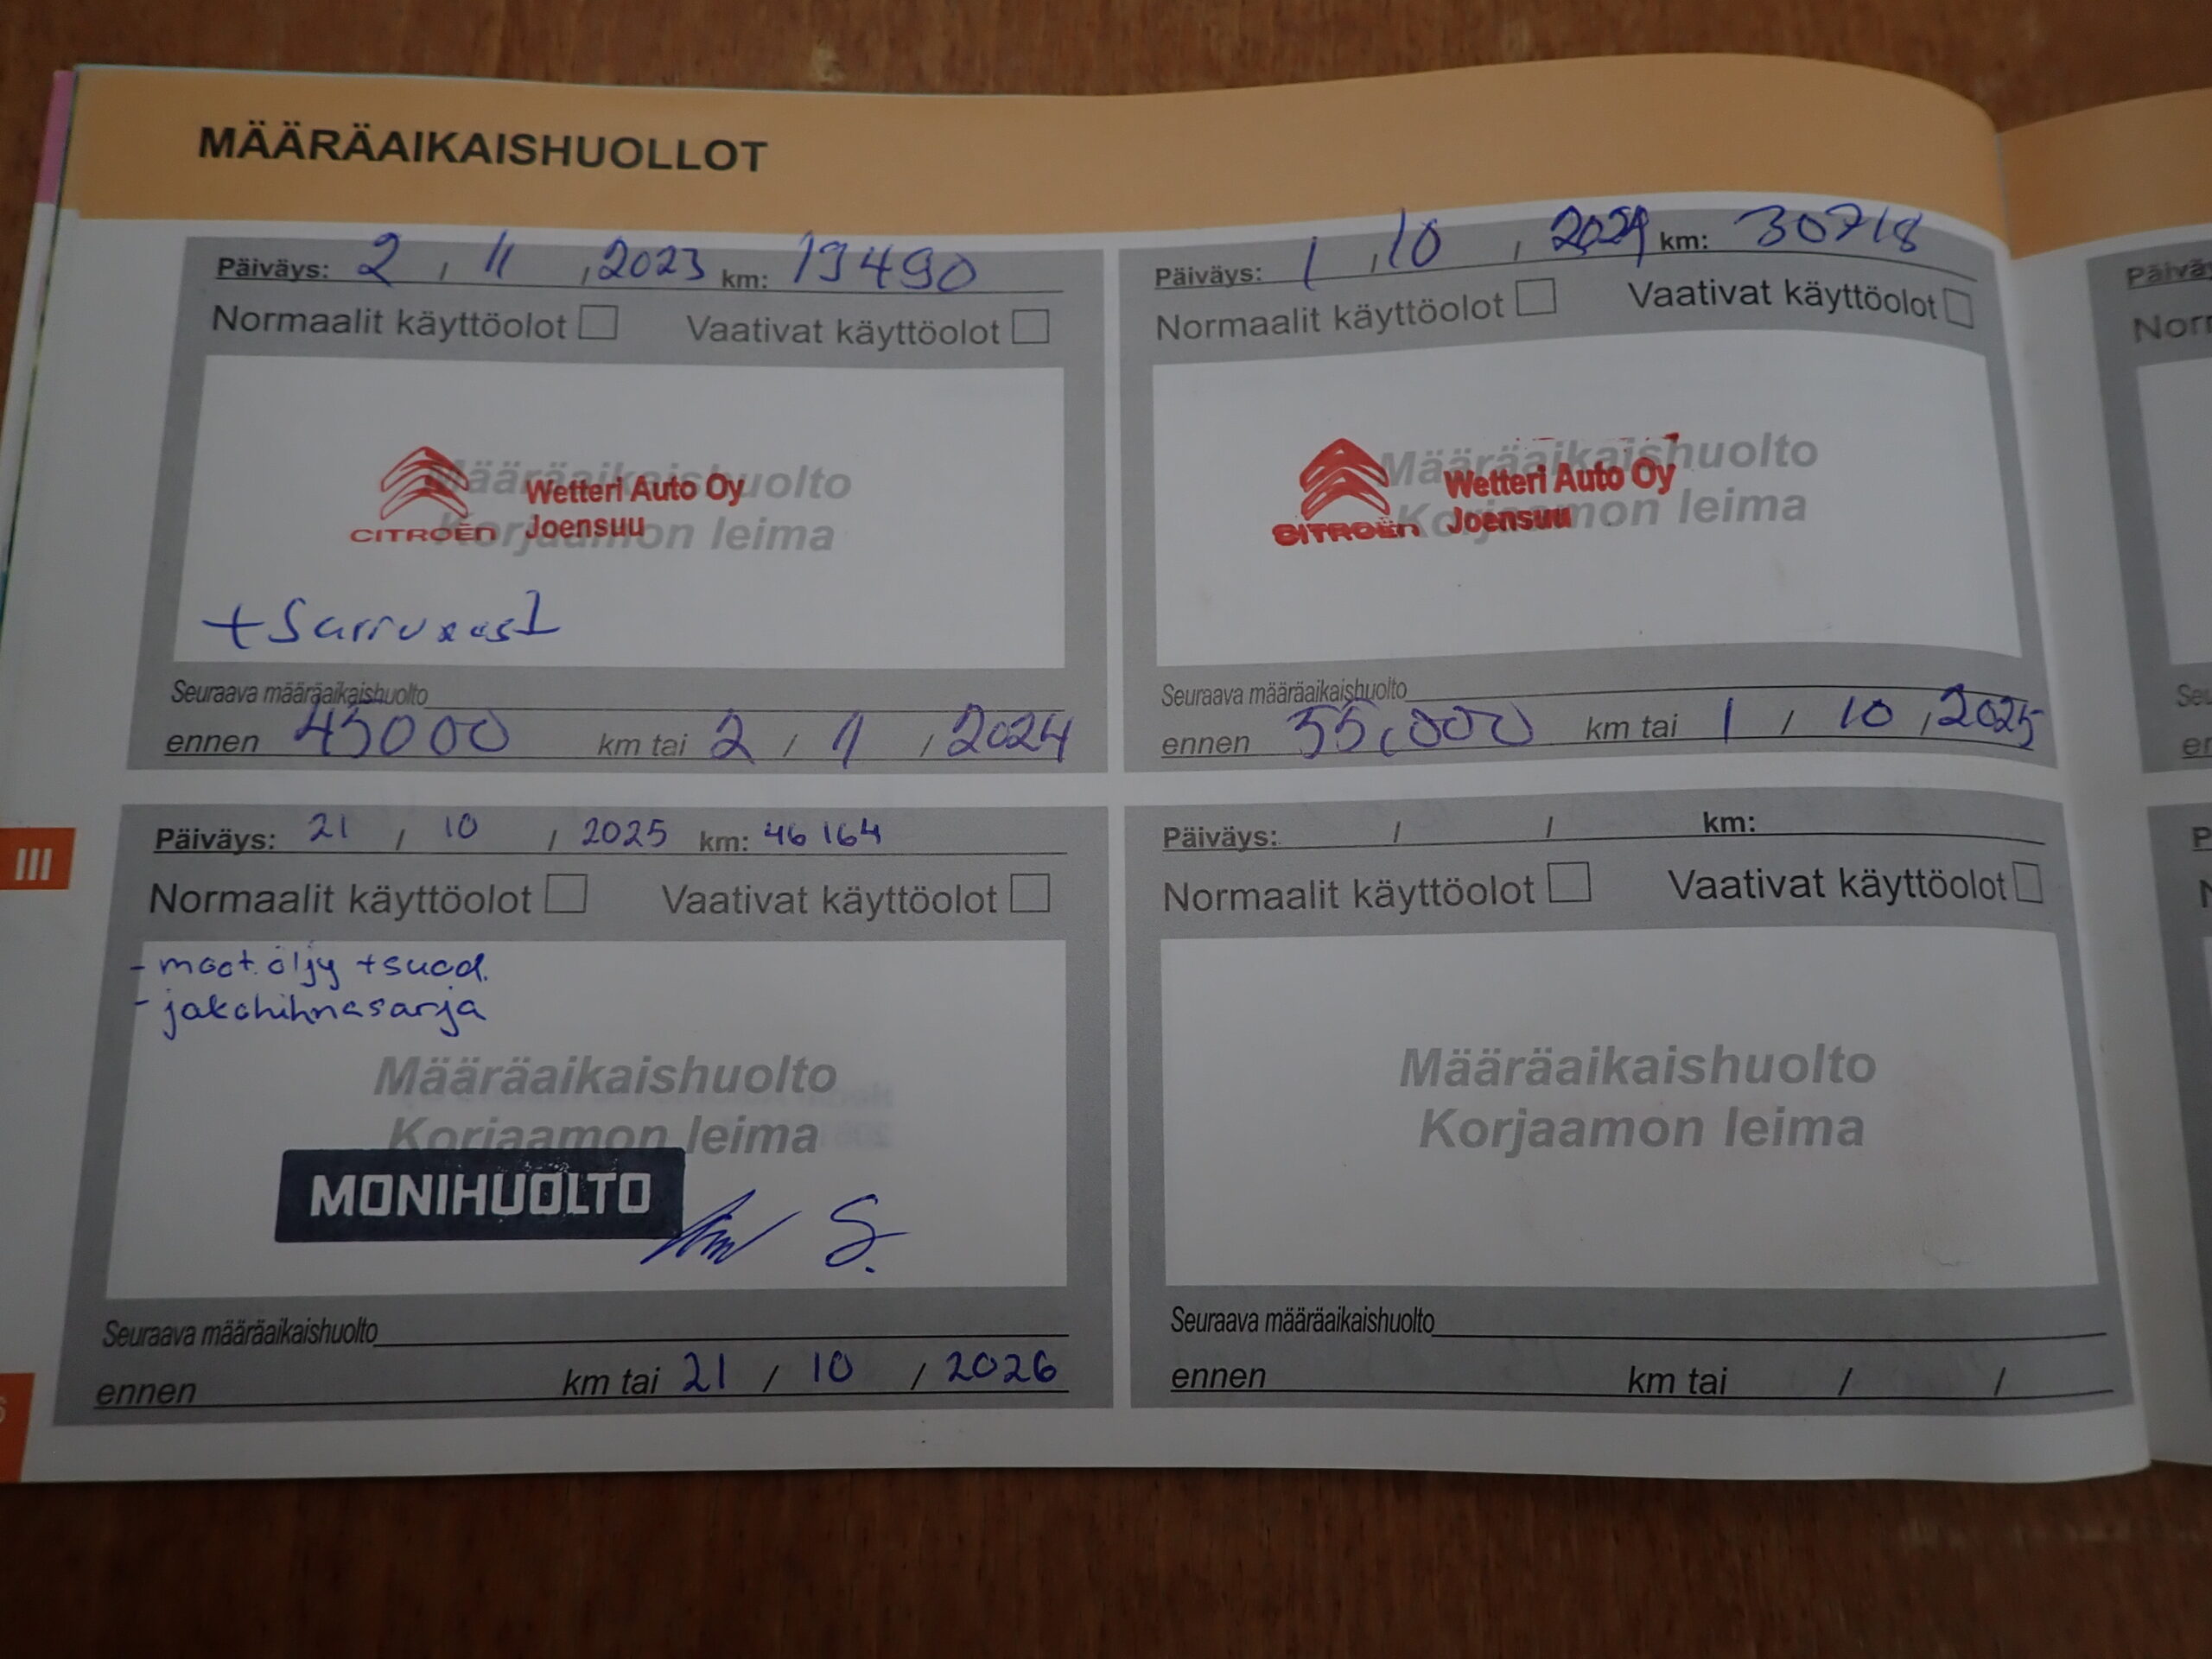 MÄÄRÄAIKAISHUOLLOT
Päiväys: 2 / 11 / 2023 km: 19490
Normaalit käyttöolot Vaativat käyttöolot
Määräaikaishuolto
Korjaamon leima
CITROËN
Wetteri Auto Oy
Joensuu
Seuraava määräaikaishuolto
ennen 45000 km tai 2 / 11 / 2024
Päiväys: 1 / 10 / 2024 km: 30718
Normaalit käyttöolot Vaativat käyttöolot
Määräaikaishuolto
Korjaamon leima
CITROËN
Wetteri Auto Oy
Joensuu
Seuraava määräaikaishuolto
ennen 55,000 km tai 1 / 10 / 2025
III
Päiväys: 21 / 10 / 2025 km: 46 164
Normaalit käyttöolot Vaativat käyttöolot
- moot. öljy + suod.
- jakohihnasarja
Määräaikaishuolto
Korjaamon leima
MONIHUOLTO
Seuraava määräaikaishuolto
ennen km tai 21 / 10 / 2026
Päiväys: / / km:
Normaalit käyttöolot Vaativat käyttöolot
Määräaikaishuolto
Korjaamon leima
Seuraava määräaikaishuolto
ennen km tai / /